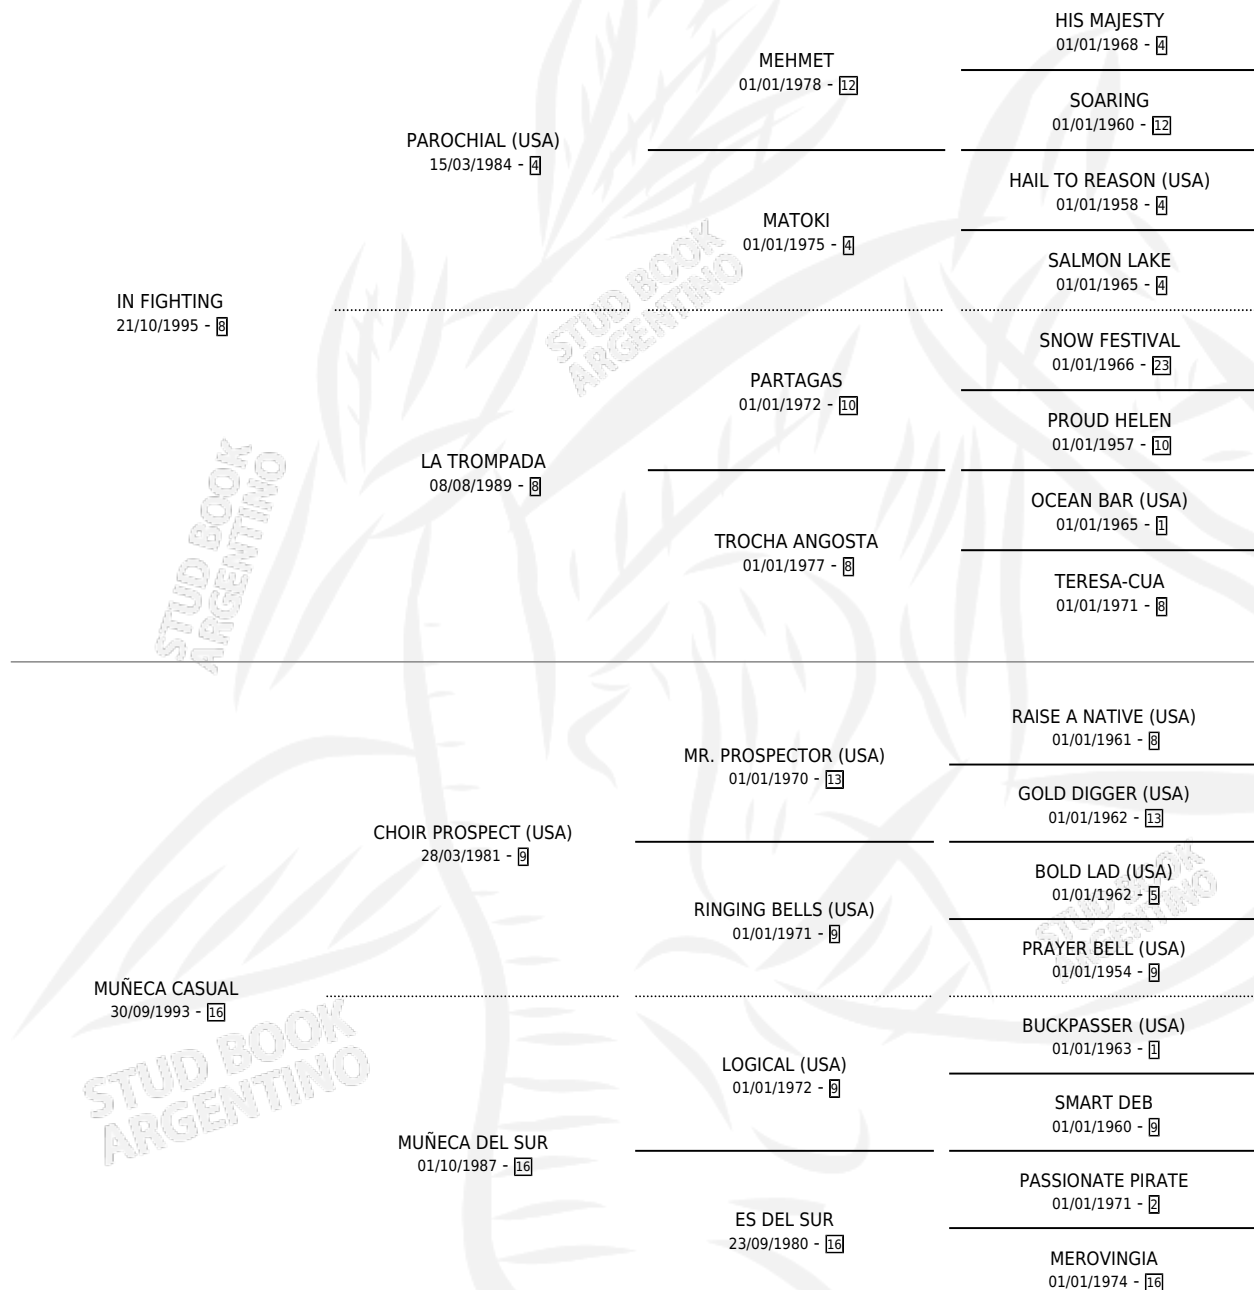 HIS MAJESTY
01/01/1968 - 4
MEHMET
01/01/1978 - 12
SOARING
01/01/1960 - 12
PAROCHIAL (USA)
15/03/1984 - 4
HAIL TO REASON (USA)
01/01/1958 - 4
MATOKI
01/01/1975 - 4
SALMON LAKE
01/01/1965 - 4
IN FIGHTING
21/10/1995 - 8
SNOW FESTIVAL
01/01/1966 - 23
PARTAGAS
01/01/1972 - 10
PROUD HELEN
01/01/1957 - 10
LA TROMPADA
08/08/1989 - 8
OCEAN BAR (USA)
01/01/1965 - 1
TROCHA ANGOSTA
01/01/1977 - 8
TERESA-CUA
01/01/1971 - 8
RAISE A NATIVE (USA)
01/01/1961 - 8
MR. PROSPECTOR (USA)
01/01/1970 - 13
GOLD DIGGER (USA)
01/01/1962 - 13
CHOIR PROSPECT (USA)
28/03/1981 - 9
BOLD LAD (USA)
01/01/1962 - 5
RINGING BELLS (USA)
01/01/1971 - 9
PRAYER BELL (USA)
01/01/1954 - 9
MUÑECA CASUAL
30/09/1993 - 16
BUCKPASSER (USA)
01/01/1963 - 1
LOGICAL (USA)
01/01/1972 - 9
SMART DEB
01/01/1960 - 9
MUÑECA DEL SUR
01/10/1987 - 16
PASSIONATE PIRATE
01/01/1971 - 2
ES DEL SUR
23/09/1980 - 16
MEROVINGIA
01/01/1974 - 16
STUD BOOK
ARGENTINO
STUD BOOK
ARGENTINO
STUD BOOK
ARGENTINO
STUD BOOK
ARGENTINO